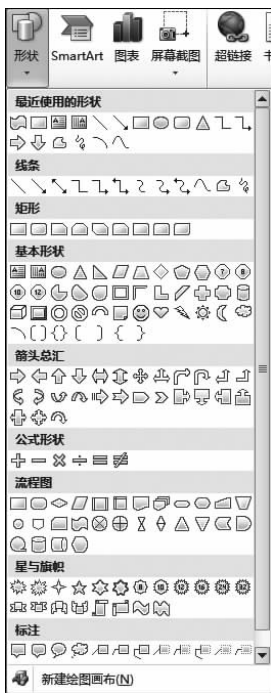 形状 SmartArt 图表 屏幕截图 超链接
最近使用的形状
线条
矩形
基本形状
箭头总汇
公式形状
流程图
星与旗帜
标注
新建绘图画布(N)